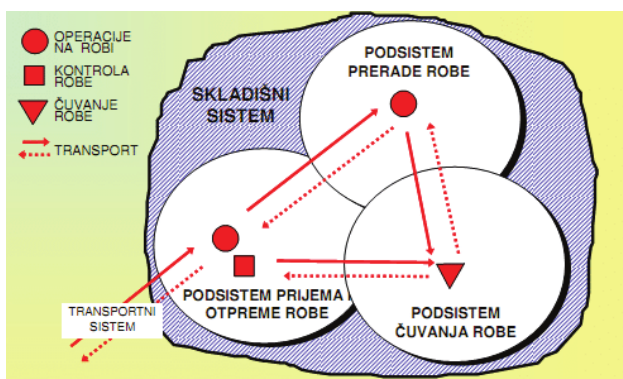 OPERACIJE
NA ROBI
KONTROLA
ROBE
ČUVANJE
ROBE
TRANSPORT
SKLADIŠNI
SISTEM
PODSISTEM
PRERADE ROBE
PODSISTEM PRIJEMA I
OTPREME ROBE
PODSISTEM
ČUVANJA ROBE
TRANSPORTNI
SISTEM